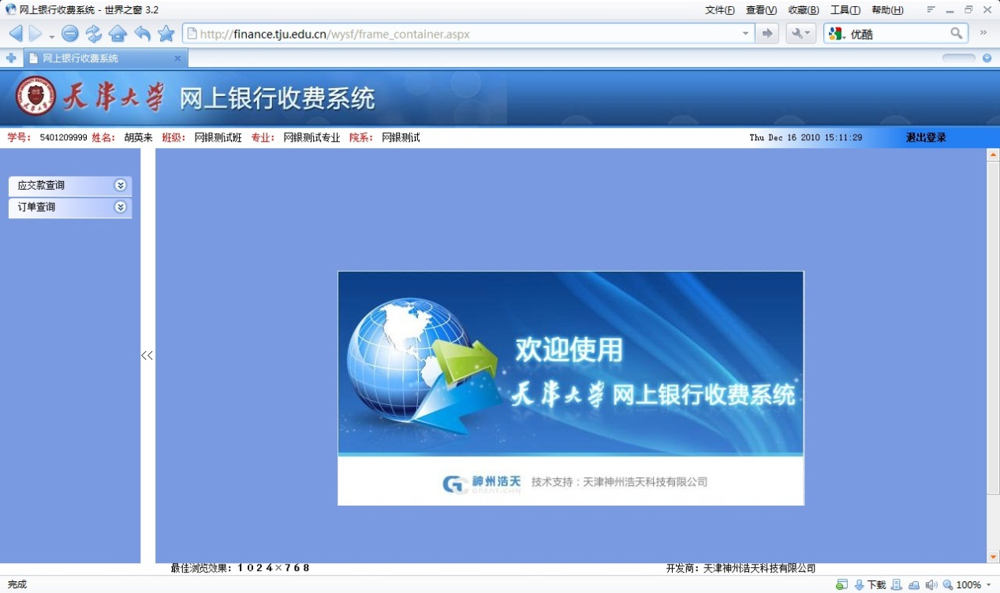 网上银行收费系统 - 世界之窗 3.2
文件(F) 查看(V) 收藏(B) 工具(T) 帮助(H)
http://finance.tju.edu.cn/wysf/frame_container.aspx
优酷
网上银行收费系统
天津大学 网上银行收费系统
学号: 5401209999 姓名: 胡英来 班级: 网银测试班 专业: 网银测试专业 院系: 网银测试 Thu Dec 16 2010 15:11:29 退出登录
应交款查询
订单查询
<<
欢迎使用
天津大学 网上银行收费系统
神州浩天 技术支持:天津神州浩天科技有限公司
GREAT-CHN
最佳浏览效果: 1024×768 开发商: 天津神州浩天科技有限公司
完成 下载 100%